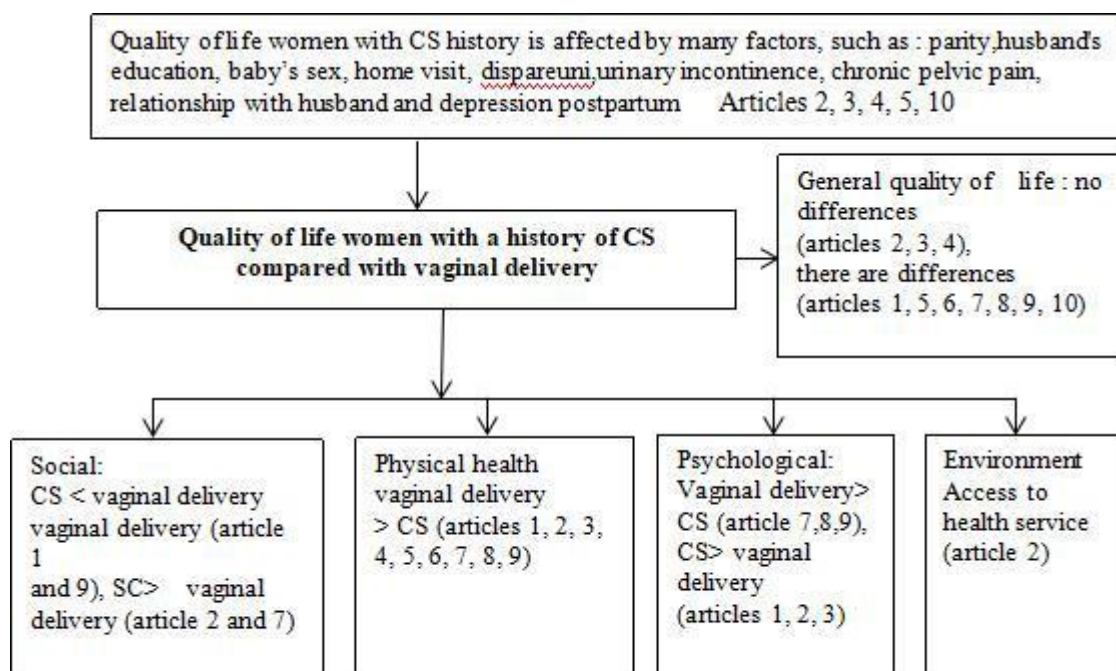 Quality of life women with CS history is affected by many factors, such as : parity,husband's
education, baby's sex, home visit, dispareuni,urinary incontinence, chronic pelvic pain,
relationship with husband and depression postpartum Articles 2, 3, 4, 5, 10
General quality of life : no
differences
(articles 2, 3, 4),
there are differences
(articles 1, 5, 6, 7, 8, 9, 10)
Quality of life women with a history of CS
compared with vaginal delivery
Social:
CS < vaginal delivery
vaginal delivery (article
1
and 9), SC> vaginal
delivery (article 2 and 7)
Physical health
vaginal delivery
> CS (articles 1, 2, 3,
4, 5, 6, 7, 8, 9)
Psychological:
Vaginal delivery>
CS (article 7,8,9),
CS> vaginal
delivery
(articles 1, 2, 3)
Environment
Access to
health service
(article 2)